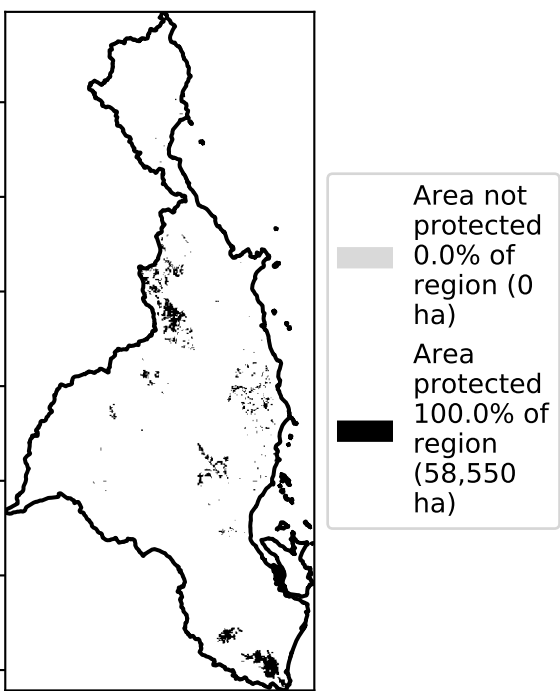 Area not
protected
0.0% of
region (0
ha)
Area
protected
100.0% of
region
(58,550
ha)